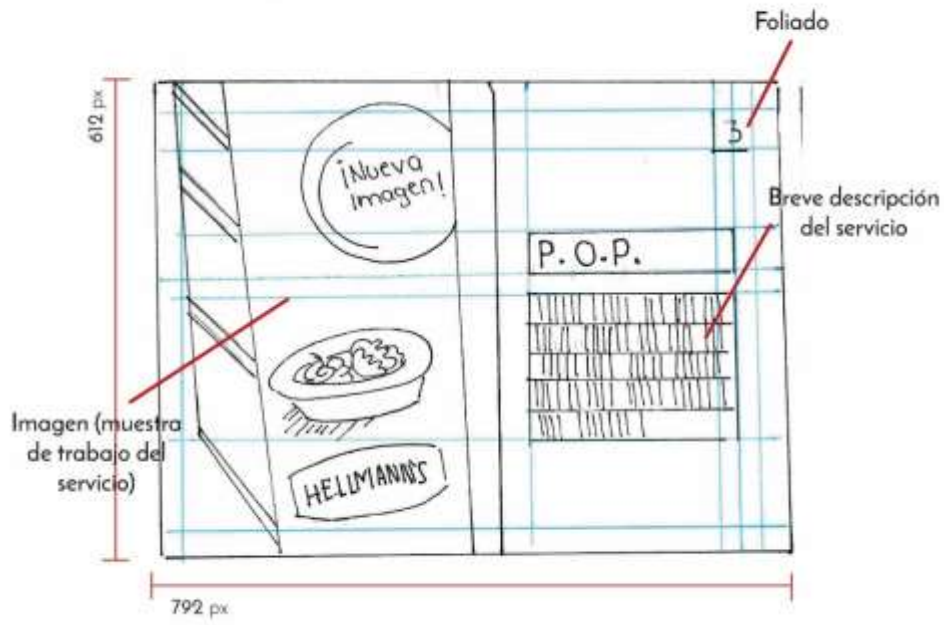 Foliado
612 px
3
¡Nueva
Imagen!
Breve descripción
del servicio
P.O.P.
Imagen (muestra
de trabajo del
servicio)
HELLMANN'S
792 px